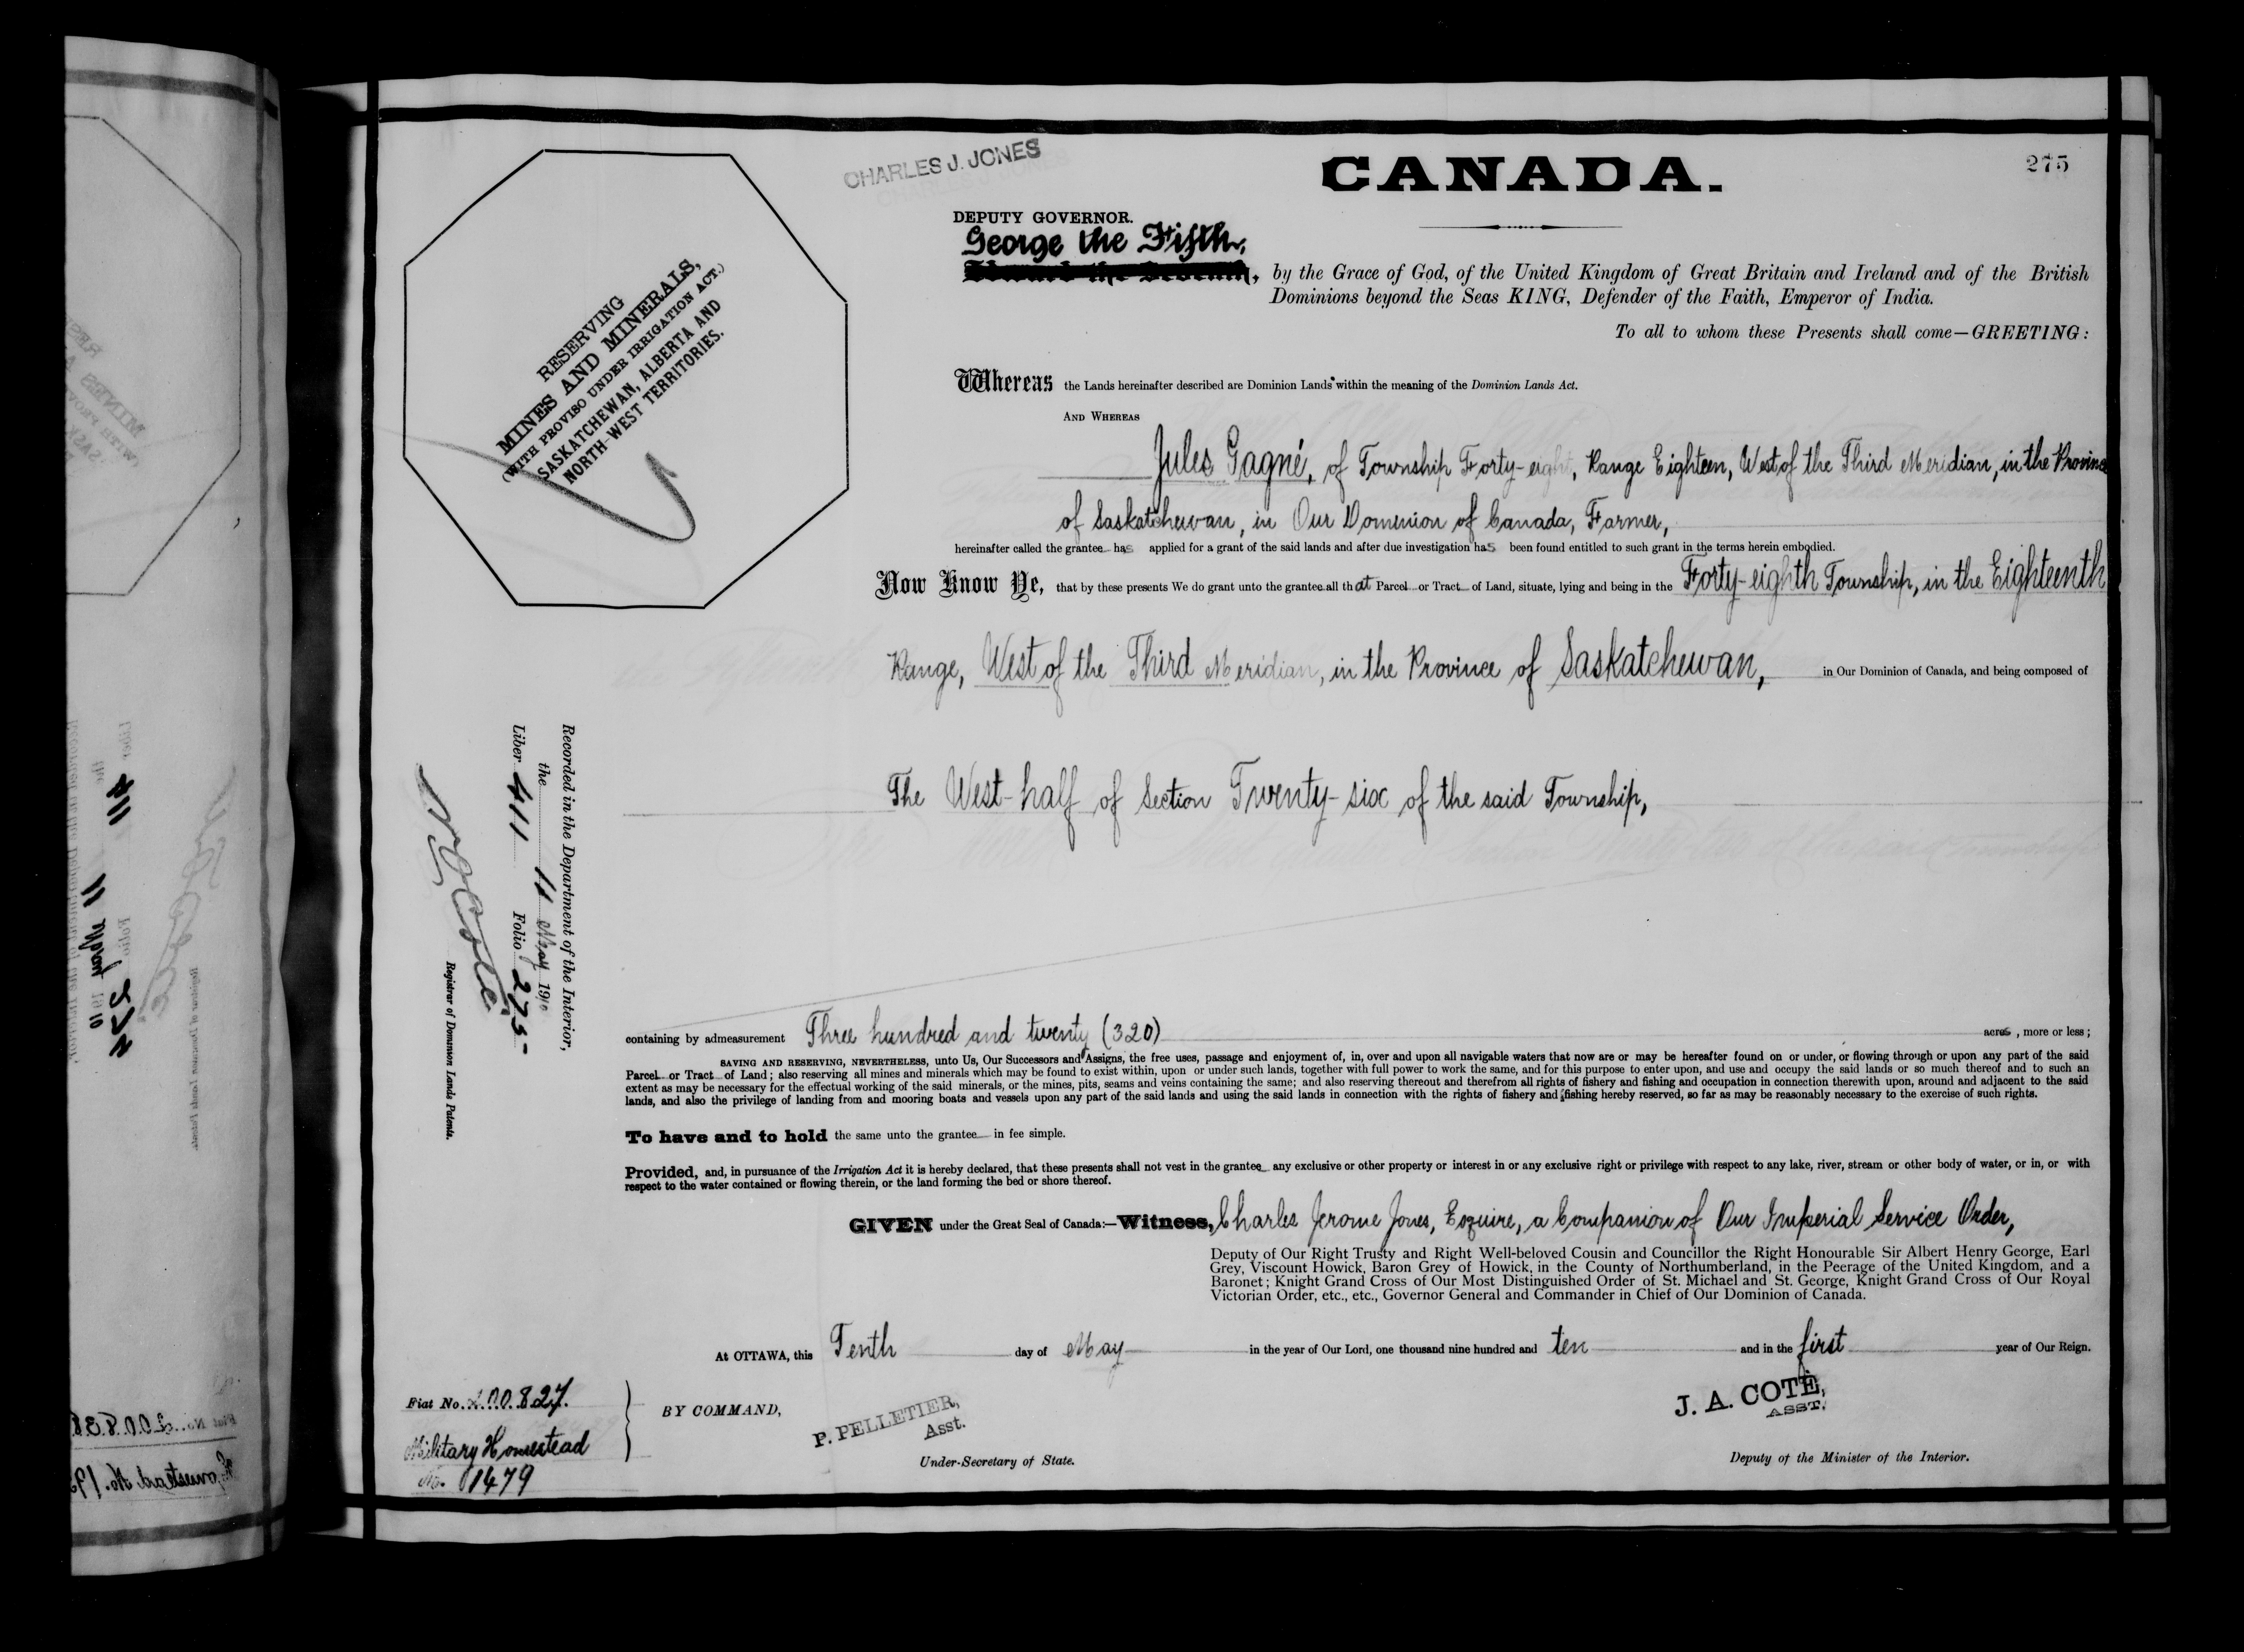 CHARLES J. JONES
CANADA.
275
DEPUTY GOVERNOR.
George the Fifth,
Edward the Seventh, by the Grace of God, of the United Kingdom of Great Britain and Ireland and of the British
Dominions beyond the Seas KING, Defender of the Faith, Emperor of India.
To all to whom these Presents shall come—GREETING:
RESERVING
MINES AND MINERALS,
(WITH PROVISO UNDER IRRIGATION ACT.)
SASKATCHEWAN, ALBERTA AND
NORTH-WEST TERRITORIES.
Whereas the Lands hereinafter described are Dominion Lands within the meaning of the Dominion Lands Act.
AND WHEREAS
Jules Gagné, of Township Forty-eight, Range Eighteen, West of the Third Meridian, in the Province
of Saskatchewan, in Our Dominion of Canada, Farmer,
hereinafter called the grantee has applied for a grant of the said lands and after due investigation has been found entitled to such grant in the terms herein embodied.
Now Know Ye, that by these presents We do grant unto the grantee all that Parcel or Tract of Land, situate, lying and being in the Forty-eighth Township, in the Eighteenth
Range, West of the Third Meridian, in the Province of Saskatchewan, in Our Dominion of Canada, and being composed of
The West-half of Section Twenty-six of the said Township,
Recorded in the Department of the Interior,
the 11 May 1910
Liber 411 Folio 275-
Registrar of Dominion Lands Patents.
containing by admeasurement Three hundred and twenty (320) acres, more or less;
SAVING AND RESERVING, NEVERTHELESS, unto Us, Our Successors and Assigns, the free uses, passage and enjoyment of, in, over and upon all navigable waters that now are or may be hereafter found on or under, or flowing through or upon any part of the said
Parcel or Tract of Land; also reserving all mines and minerals which may be found to exist within, upon or under such lands, together with full power to work the same, and for this purpose to enter upon, and use and occupy the said lands or so much thereof and to such an
extent as may be necessary for the effectual working of the said minerals, or the mines, pits, seams and veins containing the same; and also reserving thereout and therefrom all rights of fishery and fishing and occupation in connection therewith upon, around and adjacent to the said
lands, and also the privilege of landing from and mooring boats and vessels upon any part of the said lands and using the said lands in connection with the rights of fishery and fishing hereby reserved, so far as may be reasonably necessary to the exercise of such rights.
To have and to hold the same unto the grantee in fee simple.
Provided, and, in pursuance of the Irrigation Act it is hereby declared, that these presents shall not vest in the grantee any exclusive or other property or interest in or any exclusive right or privilege with respect to any lake, river, stream or other body of water, or in, or with
respect to the water contained or flowing therein, or the land forming the bed or shore thereof.
GIVEN under the Great Seal of Canada:—Witness, Charles Jerome Jones, Esquire, a Companion of Our Imperial Service Order,
Deputy of Our Right Trusty and Right Well-beloved Cousin and Councillor the Right Honourable Sir Albert Henry George, Earl
Grey, Viscount Howick, Baron Grey of Howick, in the County of Northumberland, in the Peerage of the United Kingdom, and a
Baronet; Knight Grand Cross of Our Most Distinguished Order of St. Michael and St. George, Knight Grand Cross of Our Royal
Victorian Order, etc., etc., Governor General and Commander in Chief of Our Dominion of Canada.
At OTTAWA, this Tenth day of May in the year of Our Lord, one thousand nine hundred and ten and in the first year of Our Reign.
Fiat No. 200827.
Military Homestead
No. 01479
BY COMMAND,
P. PELLETIER,
Asst.
Under-Secretary of State.
J. A. COTÉ,
ASST.
Deputy of the Minister of the Interior.